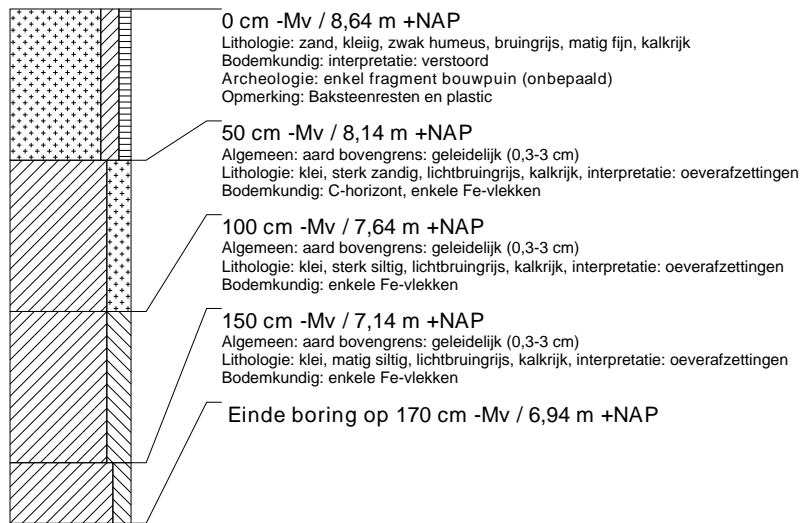 0 cm -Mv / 8,64 m +NAP
Lithologie: zand, kleiig, zwak humeus, bruingrijs, matig fijn, kalkrijk
Bodemkundig: interpretatie: verstoord
Archeologie: enkel fragment bouwpuin (onbepaald)
Opmerking: Baksteenresten en plastic
50 cm -Mv / 8,14 m +NAP
Algemeen: aard bovengrens: geleidelijk (0,3-3 cm)
Lithologie: klei, sterk zandig, lichtbruingrijs, kalkrijk, interpretatie: oeverafzettingen
Bodemkundig: C-horizont, enkele Fe-vlekken
100 cm -Mv / 7,64 m +NAP
Algemeen: aard bovengrens: geleidelijk (0,3-3 cm)
Lithologie: klei, sterk siltig, lichtbruingrijs, kalkrijk, interpretatie: oeverafzettingen
Bodemkundig: enkele Fe-vlekken
150 cm -Mv / 7,14 m +NAP
Algemeen: aard bovengrens: geleidelijk (0,3-3 cm)
Lithologie: klei, matig siltig, lichtbruingrijs, kalkrijk, interpretatie: oeverafzettingen
Bodemkundig: enkele Fe-vlekken
Einde boring op 170 cm -Mv / 6,94 m +NAP